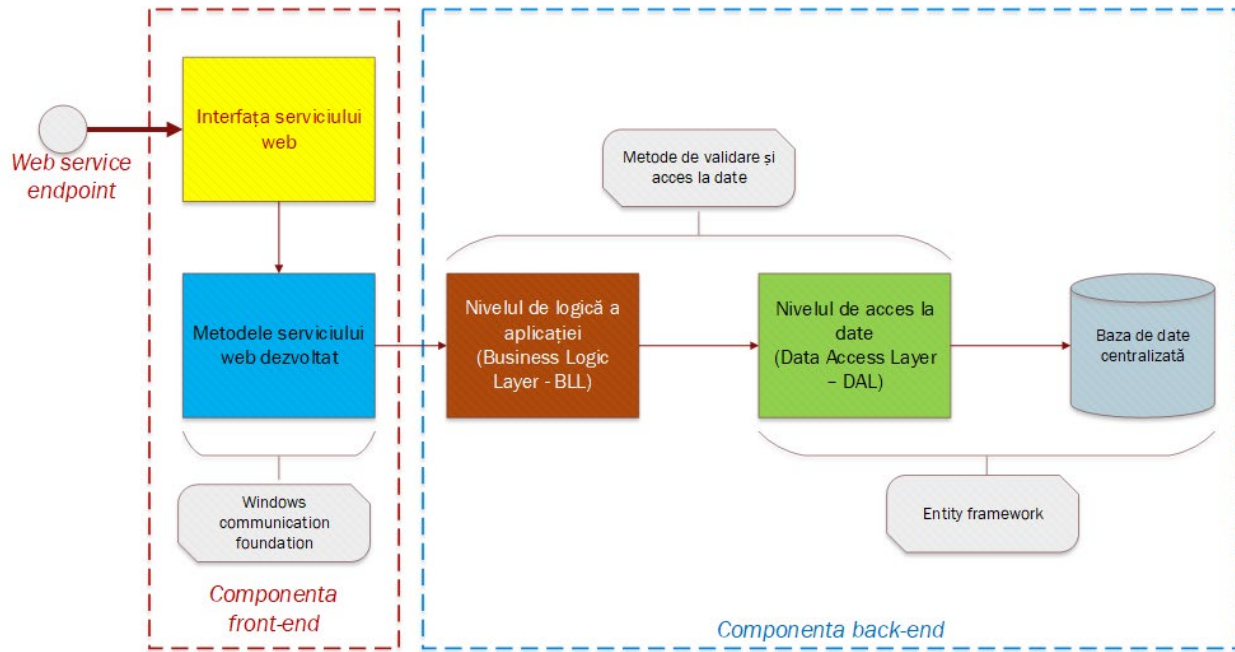 Interfața serviciului
web
Web service
endpoint
Metodele serviciului
web dezvoltat
Windows
communication
foundation
Componenta
front-end
Metode de validare și
acces la date
Nivelul de logică a
aplicației
(Business Logic
Layer - BLL)
Nivelul de acces la
date
(Data Access Layer
– DAL)
Baza de date
centralizată
Entity framework
Componenta back-end